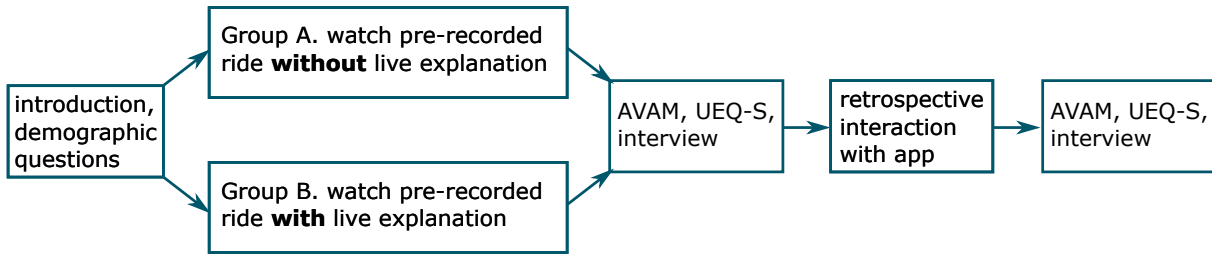 introduction,
demographic
questions
Group A. watch pre-recorded
ride without live explanation
Group B. watch pre-recorded
ride with live explanation
AVAM, UEQ-S,
interview
retrospective
interaction
with app
AVAM, UEQ-S,
interview